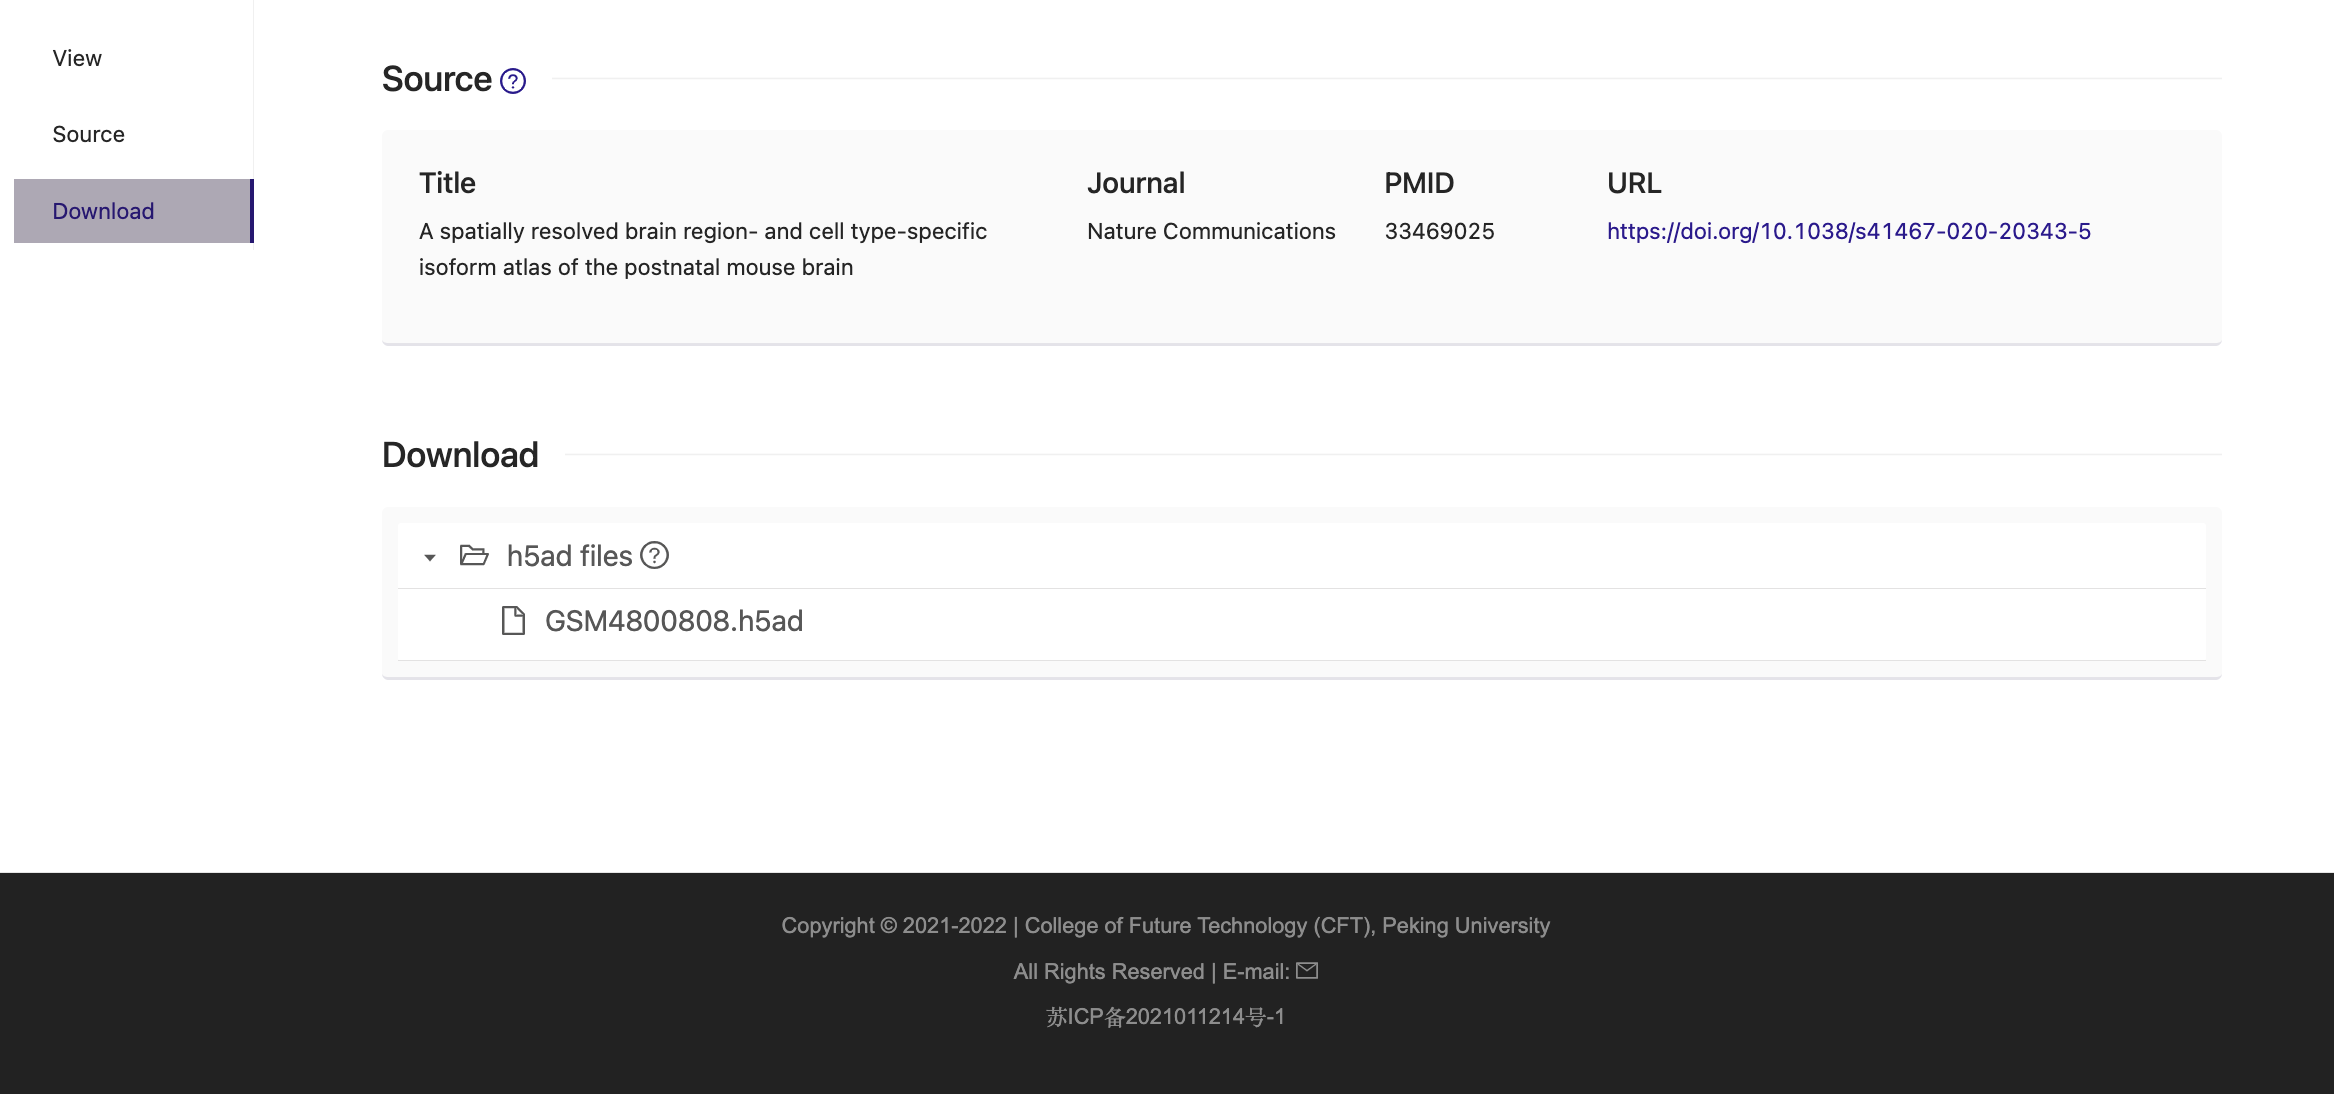 View
Source
Download
Source
Title
Journal
PMID
URL
A spatially resolved brain region- and cell type-specific
isoform atlas of the postnatal mouse brain
Nature Communications
33469025
https://doi.org/10.1038/s41467-020-20343-5
Download
h5ad files
GSM4800808.h5ad
Copyright © 2021-2022 | College of Future Technology (CFT), Peking University
All Rights Reserved | E-mail:
苏ICP备2021011214号-1